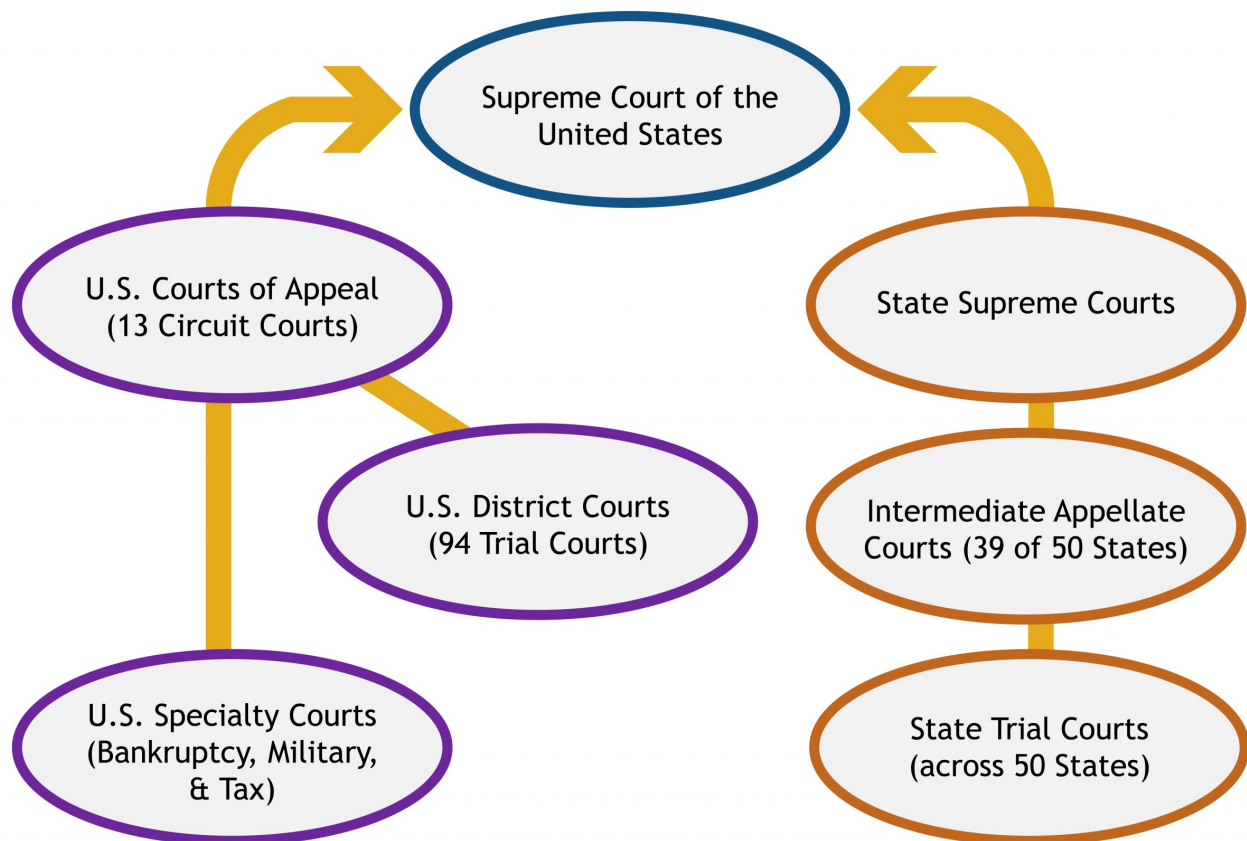 Supreme Court of the
United States
U.S. Courts of Appeal
(13 Circuit Courts)
State Supreme Courts
U.S. District Courts
(94 Trial Courts)
Intermediate Appellate
Courts (39 of 50 States)
U.S. Specialty Courts
(Bankruptcy, Military,
& Tax)
State Trial Courts
(across 50 States)